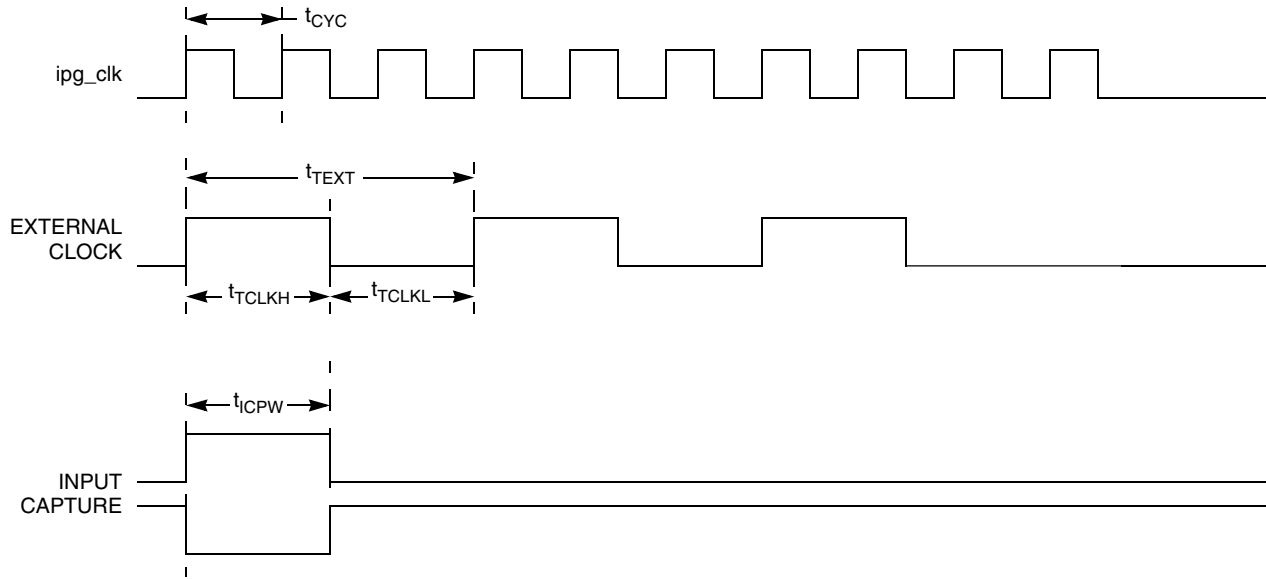 tCYC
ipg_clk
tTEXT
EXTERNAL
CLOCK
tTCLKH
tTCLKL
tICPW
INPUT
CAPTURE